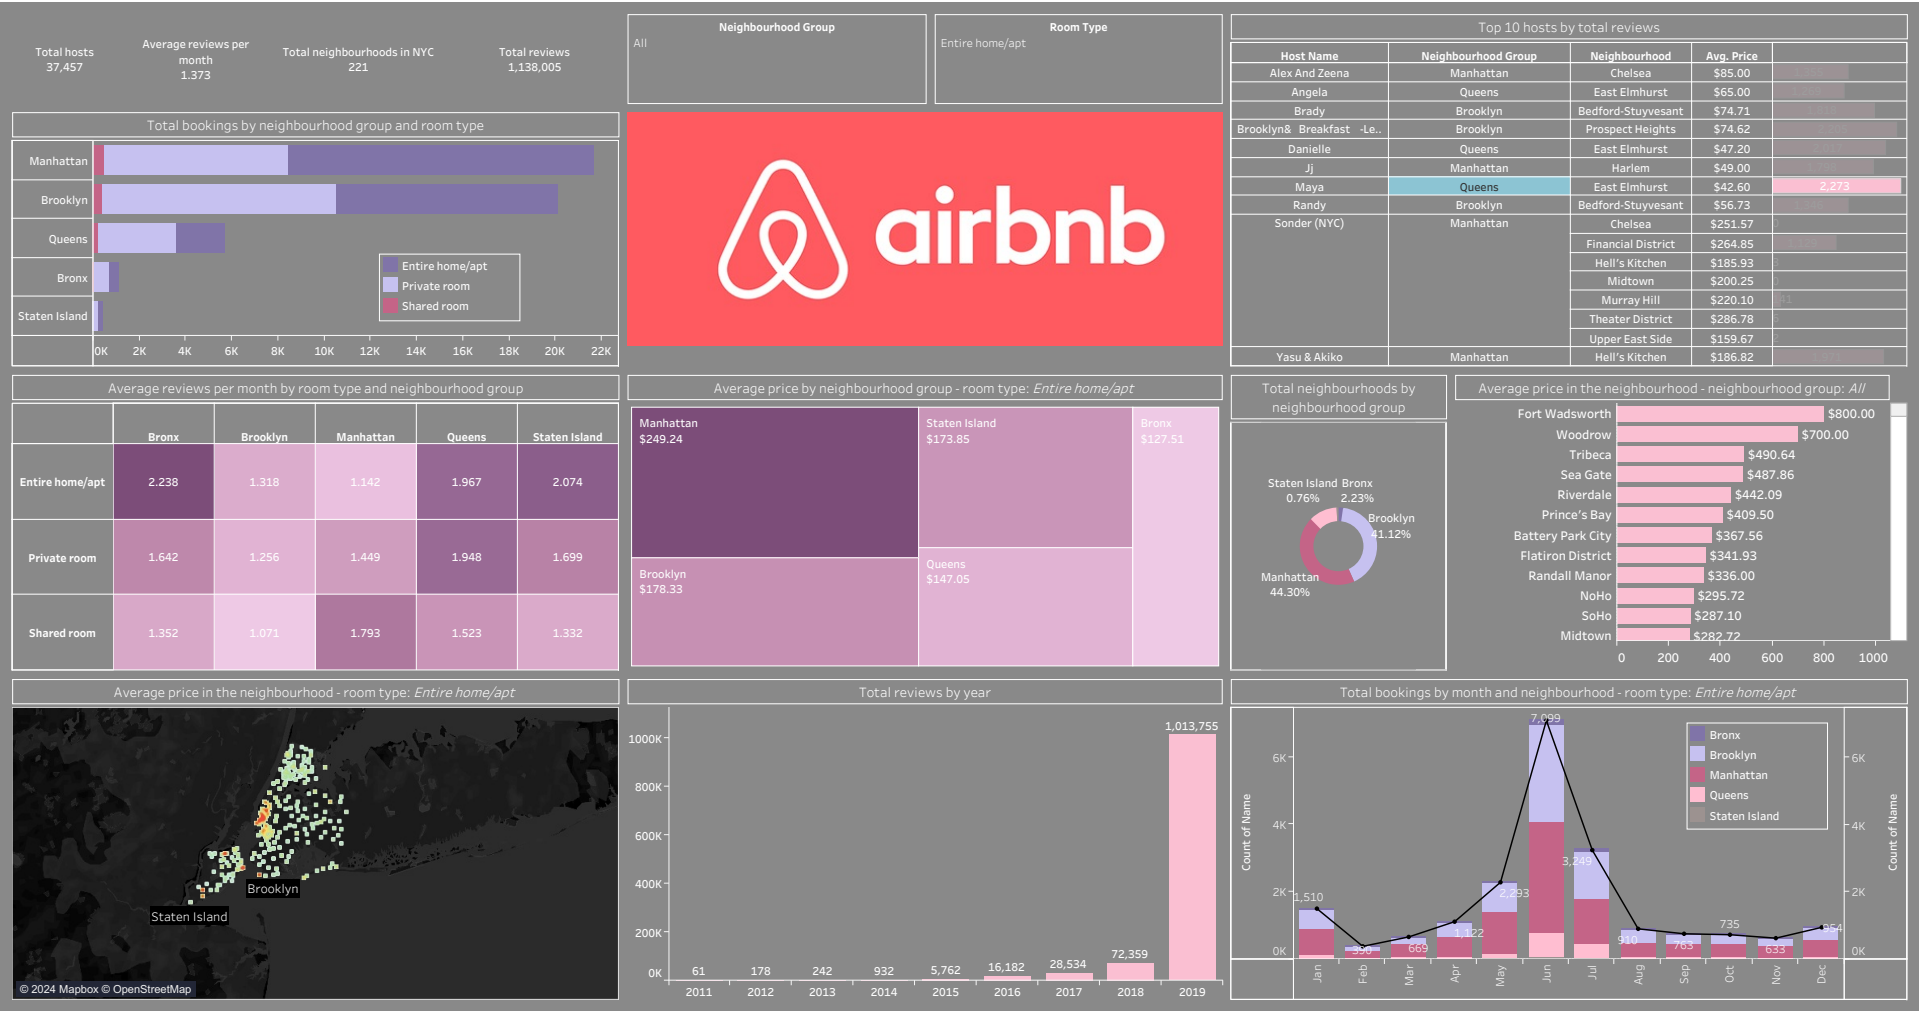 Total hosts
37,457
Average reviews per
month
1.373
Total neighbourhoods in NYC
221
Total reviews
1,138,005
Neighbourhood Group
All
Room Type
Entire home/apt
Total bookings by neighbourhood group and room type
Manhattan
Brooklyn
Queens
Bronx
Staten Island
Entire home/apt
Private room
Shared room
0K 2K 4K 6K 8K 10K 12K 14K 16K 18K 20K 22K
airbnb
Top 10 hosts by total reviews
Host Name Neighbourhood Group Neighbourhood Avg. Price
Alex And Zeena Manhattan Chelsea $85.00
Angela Queens East Elmhurst $65.00
Brady Brooklyn Bedford-Stuyvesant $74.71
Brooklyn& Breakfast -Le.. Brooklyn Prospect Heights $74.62
Danielle Queens East Elmhurst $47.20
Jj Manhattan Harlem $49.00
Maya Queens East Elmhurst $42.60 2,273
Randy Brooklyn Bedford-Stuyvesant $56.73
Sonder (NYC) Manhattan Chelsea $251.57
Financial District $264.85
Hell's Kitchen $185.93
Midtown $200.25
Murray Hill $220.10
Theater District $286.78
Upper East Side $159.67
Yasu & Akiko Manhattan Hell's Kitchen $186.82
Average reviews per month by room type and neighbourhood group
Bronx Brooklyn Manhattan Queens Staten Island
Entire home/apt 2.238 1.318 1.142 1.967 2.074
Private room 1.642 1.256 1.449 1.948 1.699
Shared room 1.352 1.071 1.793 1.523 1.332
Average price by neighbourhood group - room type: Entire home/apt
Manhattan
$249.24
Brooklyn
$178.33
Staten Island
$173.85
Queens
$147.05
Bronx
$127.51
Total neighbourhoods by
neighbourhood group
Staten Island
0.76%
Bronx
2.23%
Brooklyn
41.12%
Manhattan
44.30%
Average price in the neighbourhood - neighbourhood group: All
Fort Wadsworth $800.00
Woodrow $700.00
Tribeca $490.64
Sea Gate $487.86
Riverdale $442.09
Prince's Bay $409.50
Battery Park City $367.56
Flatiron District $341.93
Randall Manor $336.00
NoHo $295.72
SoHo $287.10
Midtown $282.72
0 200 400 600 800 1000
Average price in the neighbourhood - room type: Entire home/apt
Brooklyn
Staten Island
© 2024 Mapbox © OpenStreetMap
Total reviews by year
1000K
800K
600K
400K
200K
0K
61 178 242 932 5,762 16,182 28,534 72,359 1,013,755
2011 2012 2013 2014 2015 2016 2017 2018 2019
Total bookings by month and neighbourhood - room type: Entire home/apt
Count of Name
6K
4K
2K
0K
1,510 390 669 1,122 2,293 7,099 3,249 910 763 735 633 954
Bronx
Brooklyn
Manhattan
Queens
Staten Island
6K
4K
2K
0K
Count of Name
Jan Feb Mar Apr May Jun Jul Aug Sep Oct Nov Dec